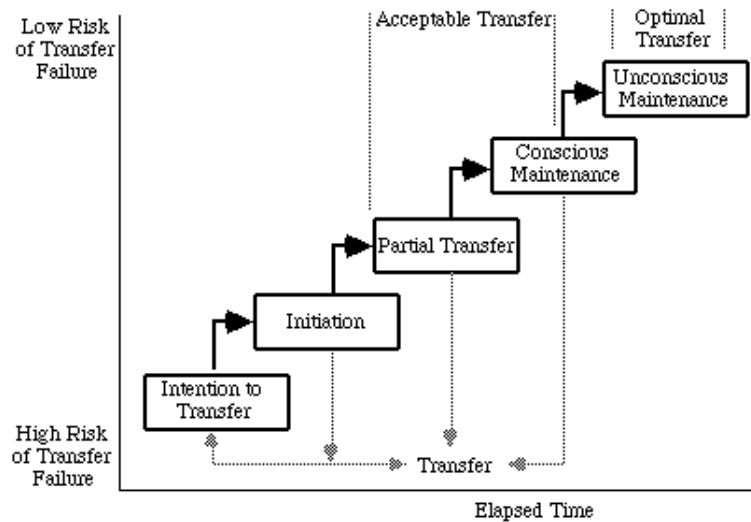 Low Risk
of Transfer
Failure
Acceptable Transfer
Optimal
Transfer
Unconscious
Maintenance
Conscious
Maintenance
Partial Transfer
Initiation
Intention to
Transfer
High Risk
of Transfer
Failure
Transfer
Elapsed Time